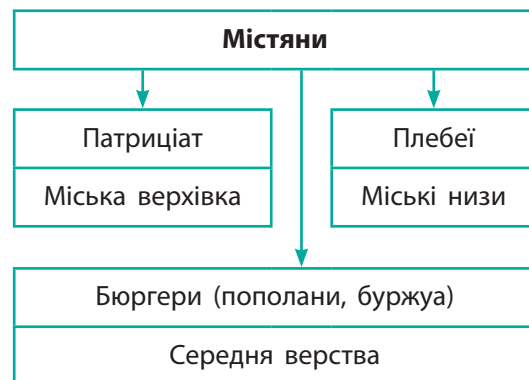 Містяни
Патриціат
Міська верхівка
Плебеї
Міські низи
Бюргери (пополани, буржуа)
Середня верства